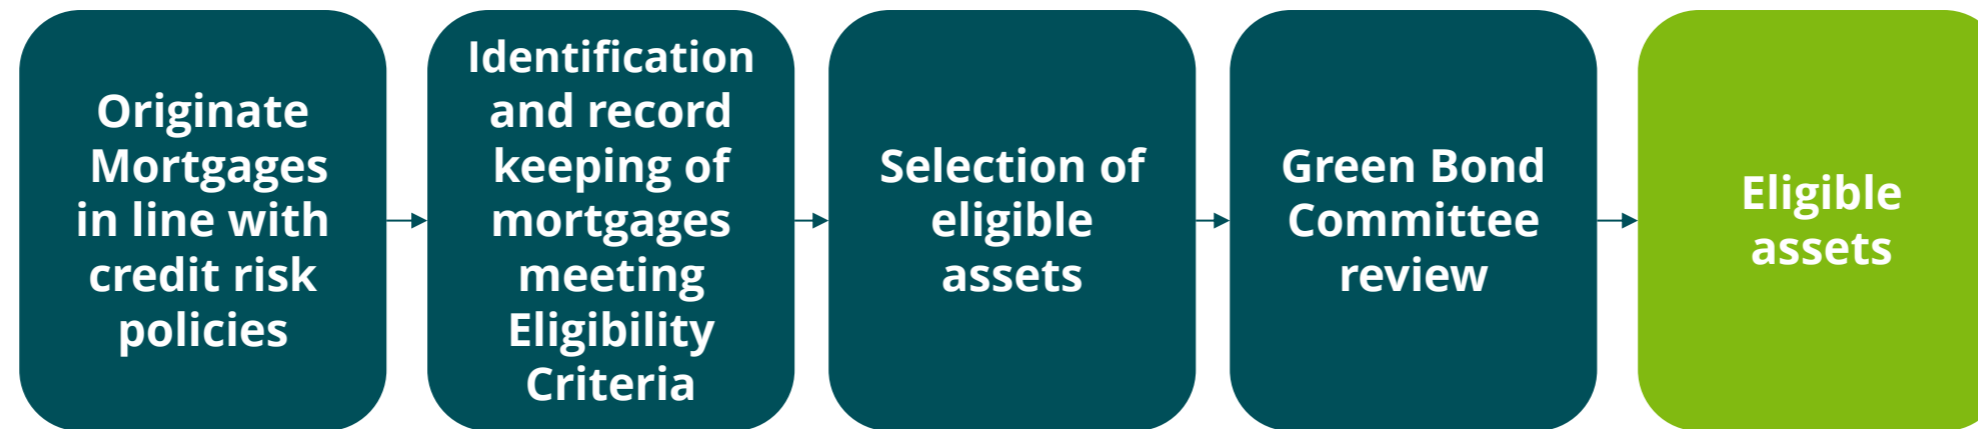 Originate
Mortgages
in line with
credit risk
policies
Identification
and record
keeping of
mortgages
meeting
Eligibility
Criteria
Selection of
eligible
assets
Green Bond
Committee
review
Eligible
assets